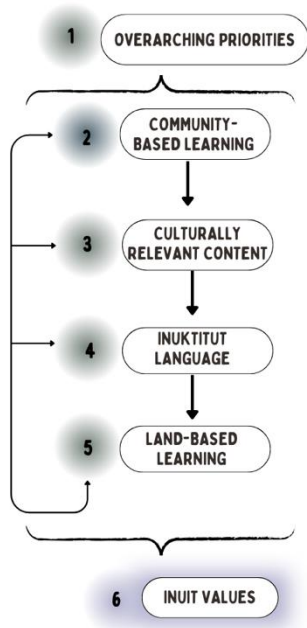 1 OVERARCHING PRIORITIES
2 COMMUNITY-
BASED LEARNING
3 CULTURALLY
RELEVANT CONTENT
4 INUKTITUT
LANGUAGE
5 LAND-BASED
LEARNING
6 INUIT VALUES